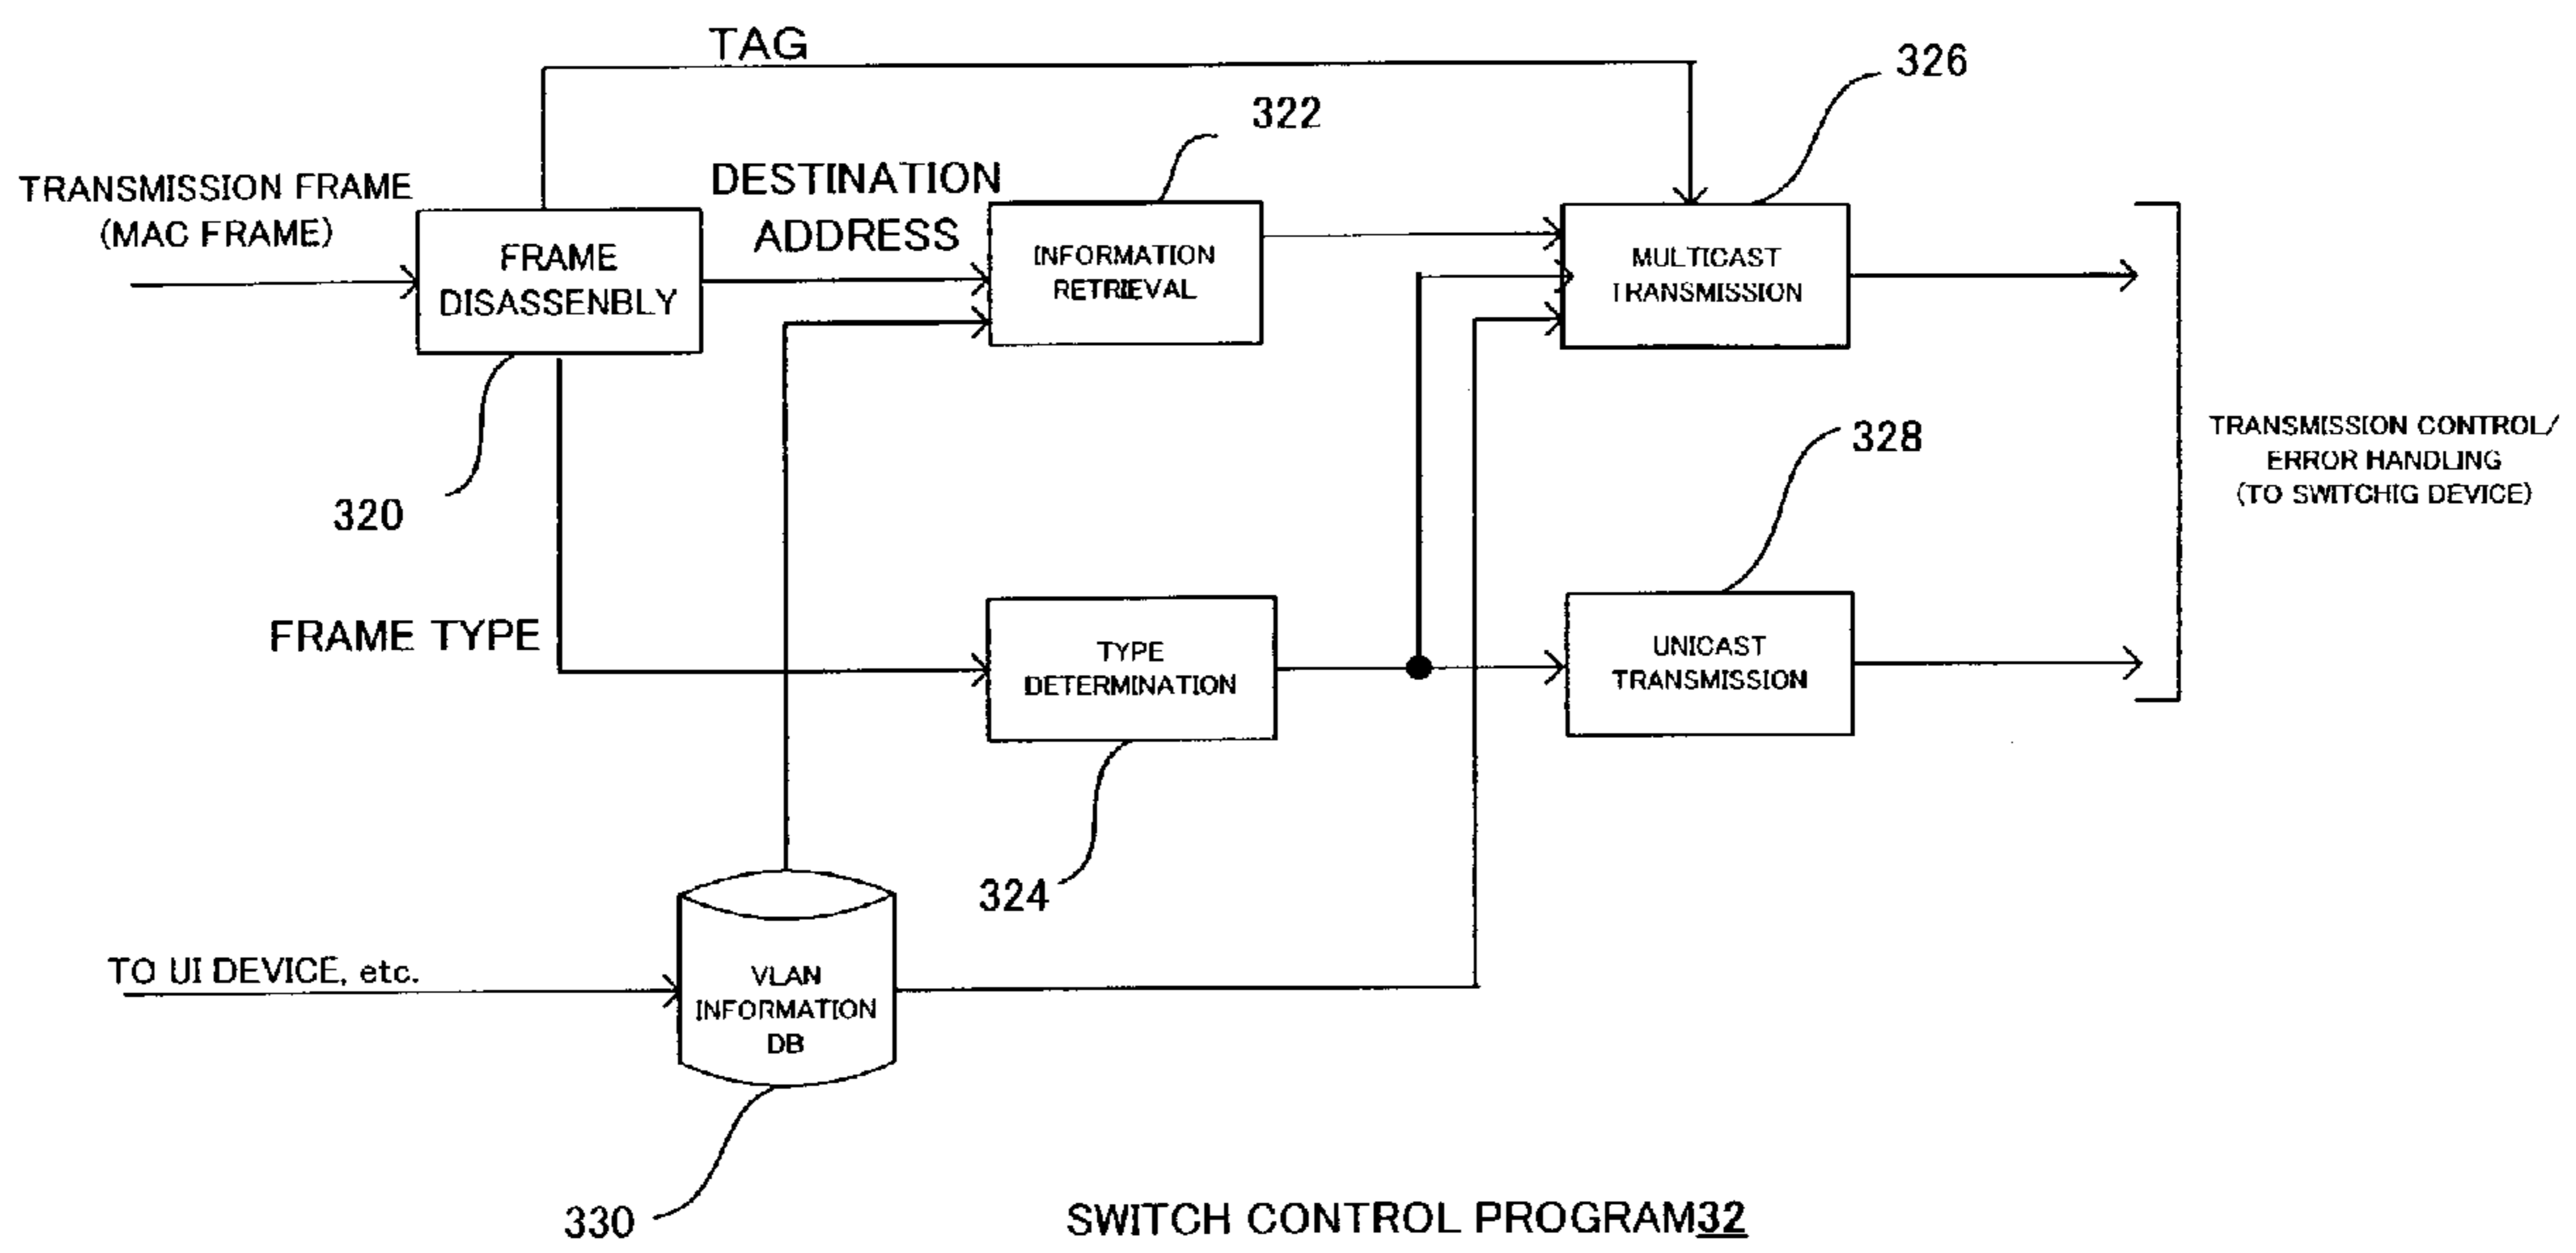 TAG
326
322
TRANSMISSION FRAME
(MAC FRAME)
DESTINATION
ADDRESS
FRAME
DISASSENBLY
INFORMATION
RETRIEVAL
MULTICAST
TRANSMISSION
320
328
TRANSMISSION CONTROL/
ERROR HANDLING
(TO SWITCHIG DEVICE)
FRAME TYPE
TYPE
DETERMINATION
UNICAST
TRANSMISSION
324
TO UI DEVICE, etc.
VLAN
INFORMATION
DB
330
SWITCH CONTROL PROGRAM32